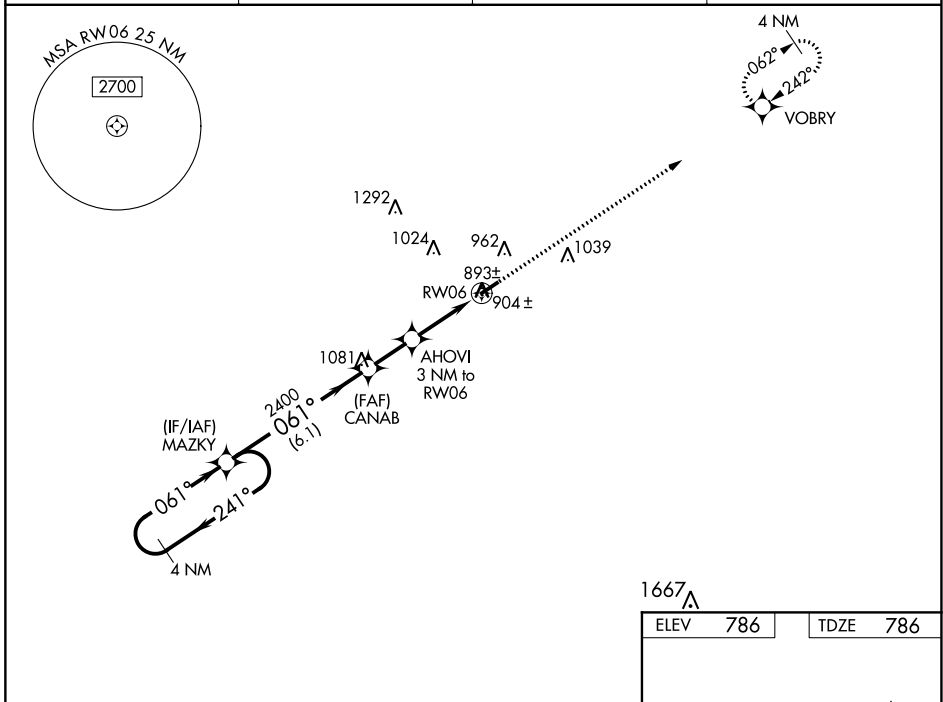 MSA RW06 25 NM
2700
4 NM
062°
242°
VOBRY
1292
1024
962
1039
893±
RW06
904±
1081
AHOVI
3 NM to
RW06
(FAF)
CANAB
2400
061°
(6.1)
(IF/IAF)
MAZKY
061°
241°
4 NM
1667
ELEV 786
TDZE 786